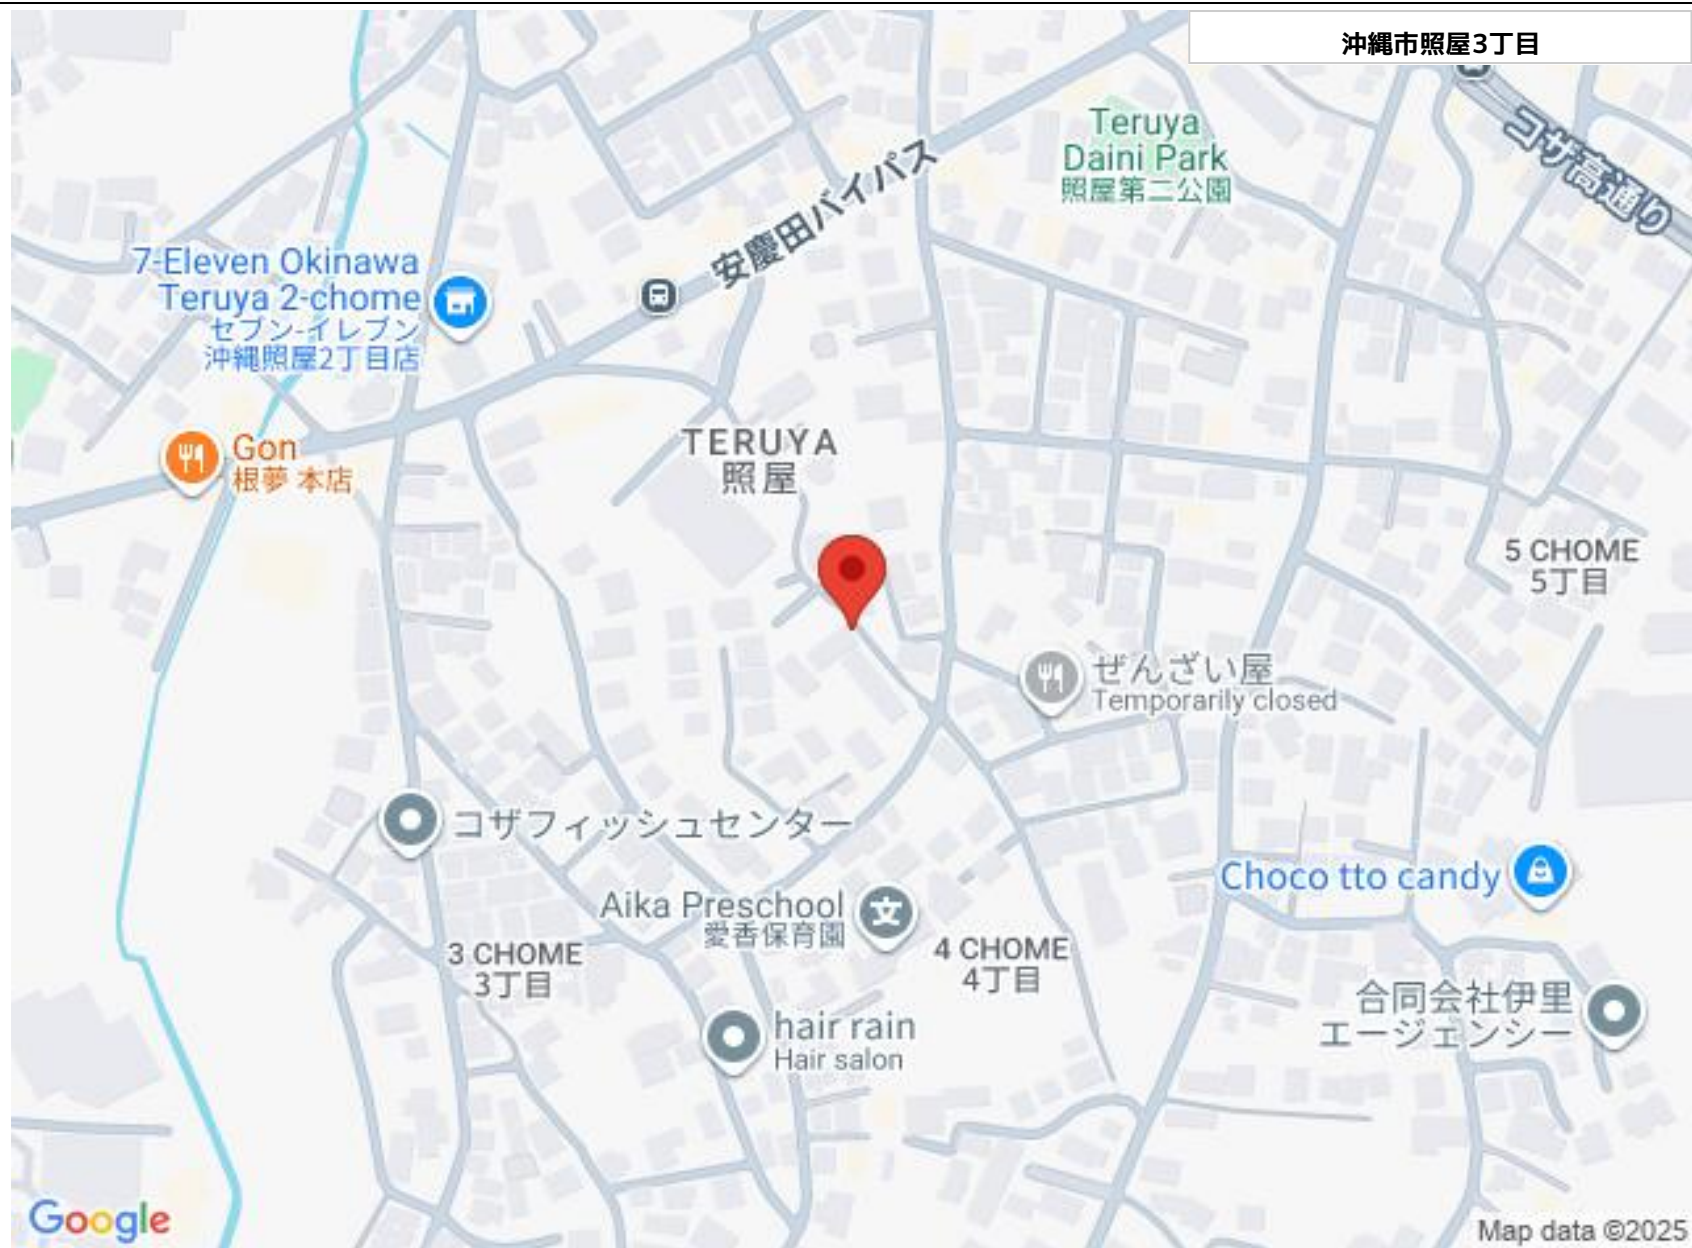 沖縄市照屋3丁目
コザ高通り
Teruya
Daini Park
照屋第二公園
安慶田バイパス
7-Eleven Okinawa
Teruya 2-chome
セブン-イレブン
沖縄照屋2丁目店
Gon
根夢 本店
TERUYA
照屋
5 CHOME
5丁目
ぜんざい屋
Temporarily closed
コザフィッシュセンター
Choco tto candy
Aika Preschool
愛香保育園
3 CHOME
3丁目
4 CHOME
4丁目
合同会社伊里
エージェンシー
hair rain
Hair salon
Google
Map data ©2025